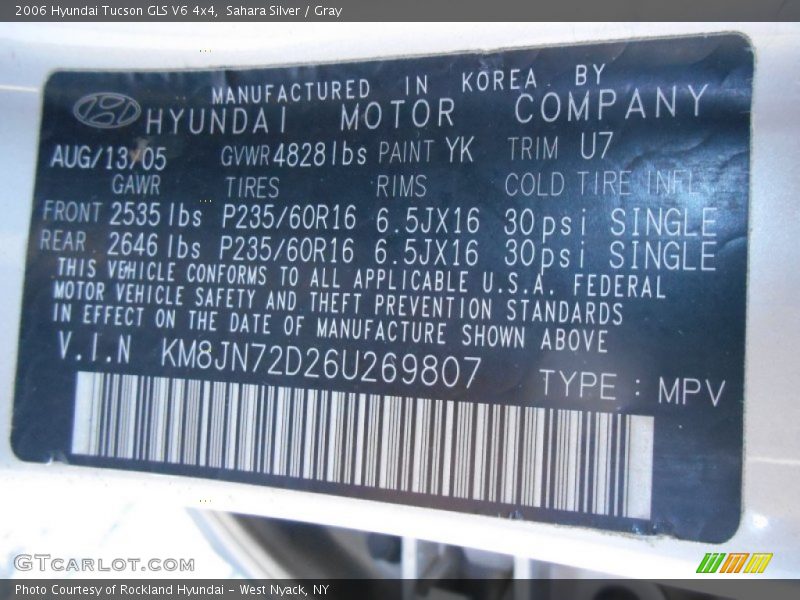 2006 Hyundai Tucson GLS V6 4x4, Sahara Silver / Gray
MANUFACTURED IN KOREA BY
HYUNDAI MOTOR COMPANY
AUG/13/05 GVWR 4828 lbs PAINT YK TRIM U7
GAWR TIRES RIMS COLD TIRE INFL
FRONT 2535 lbs P235/60R16 6.5JX16 30psi SINGLE
REAR 2646 lbs P235/60R16 6.5JX16 30psi SINGLE
THIS VEHICLE CONFORMS TO ALL APPLICABLE U.S.A. FEDERAL
MOTOR VEHICLE SAFETY AND THEFT PREVENTION STANDARDS
IN EFFECT ON THE DATE OF MANUFACTURE SHOWN ABOVE
V.I.N KM8JN72D26U269807 TYPE : MPV
GTcarlot.com
Photo Courtesy of Rockland Hyundai - West Nyack, NY